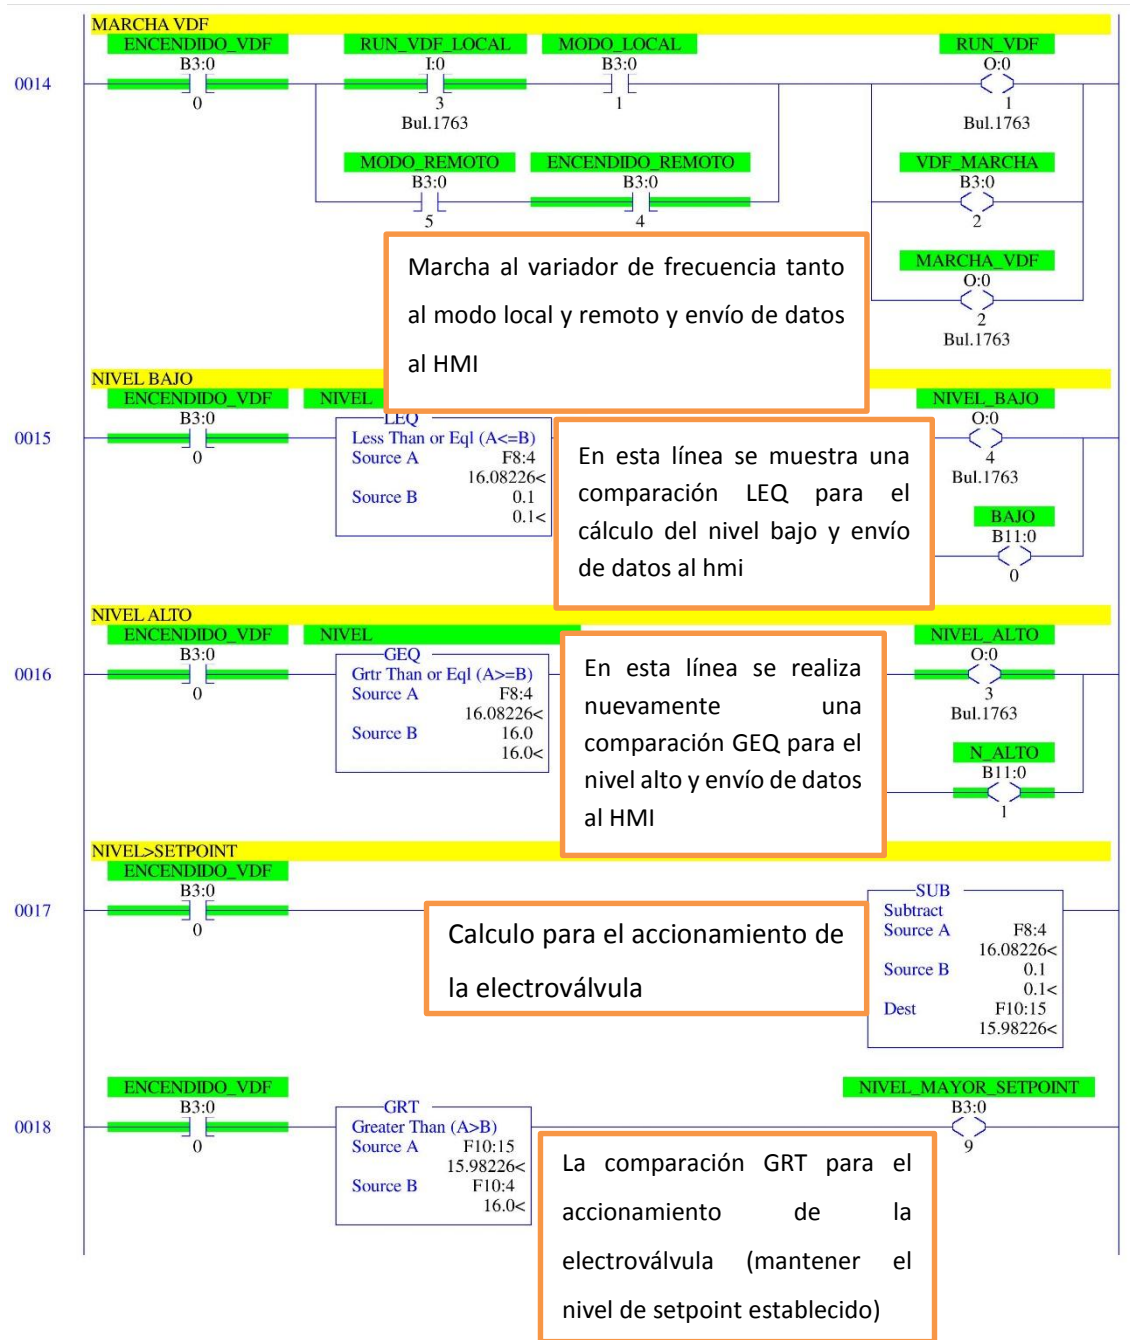 MARCHA VDF
ENCENDIDO_VDF RUN_VDF_LOCAL MODO_LOCAL RUN_VDF
B3:0 I:0 B3:0 O:0
0014
0 3 1 1
Bul.1763 Bul.1763
MODO_REMOTO ENCENDIDO_REMOTO VDF_MARCHA
B3:0 B3:0 B3:0
5 4 2
MARCHA_VDF
O:0
2
Bul.1763
Marcha al variador de frecuencia tanto
al modo local y remoto y envío de datos
al HMI
NIVEL BAJO
ENCENDIDO_VDF NIVEL NIVEL_BAJO
B3:0 LEQ O:0
0015 Less Than or Eql (A<=B)
0 Source A F8:4 4
16.08226< Bul.1763
Source B 0.1
0.1<
BAJO
B11:0
0
En esta línea se muestra una
comparación LEQ para el
cálculo del nivel bajo y envío
de datos al hmi
NIVEL ALTO
ENCENDIDO_VDF NIVEL NIVEL_ALTO
B3:0 GEQ O:0
0016 Grtr Than or Eql (A>=B)
0 Source A F8:4 3
16.08226< Bul.1763
Source B 16.0
16.0<
N_ALTO
B11:0
1
En esta línea se realiza
nuevamente una
comparación GEQ para el
nivel alto y envío de datos
al HMI
NIVEL>SETPOINT
ENCENDIDO_VDF
B3:0 SUB
0017 Subtract
0 Source A F8:4
16.08226<
Source B 0.1
0.1<
Dest F10:15
15.98226<
Calculo para el accionamiento de
la electroválvula
ENCENDIDO_VDF NIVEL_MAYOR_SETPOINT
B3:0 GRT B3:0
0018 Greater Than (A>B)
0 Source A F10:15 9
15.98226<
Source B F10:4
16.0<
La comparación GRT para el
accionamiento de la
electroválvula (mantener el
nivel de setpoint establecido)